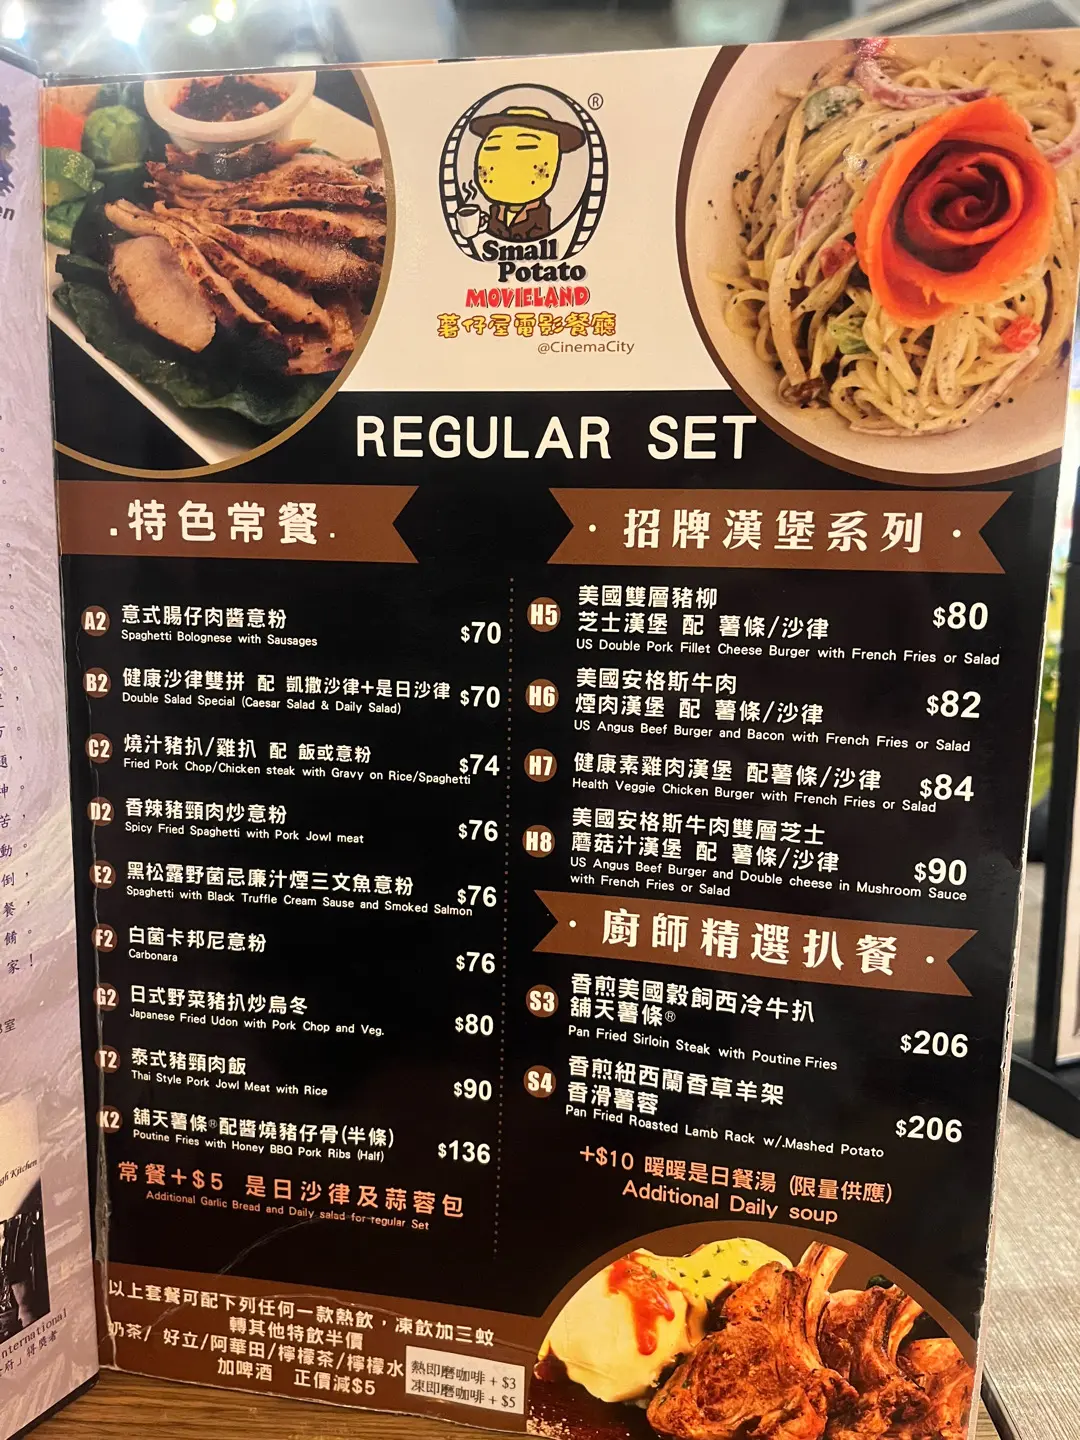 ®
Small
Potato
MOVIELAND
薯仔屋電影餐廳
@CinemaCity
REGULAR SET
.特色常餐.
A2 意式腸仔肉醬意粉
Spaghetti Bolognese with Sausages
$70
B2 健康沙律雙拼 配 凱撒沙律+是日沙律
Double Salad Special (Caesar Salad & Daily Salad)
$70
C2 燒汁豬扒/雞扒 配 飯或意粉
Fried Pork Chop/Chicken steak with Gravy on Rice/Spaghetti
$74
D2 香辣豬頸肉炒意粉
Spicy Fried Spaghetti with Pork Jowl meat
$76
E2 黑松露野菌忌廉汁煙三文魚意粉
Spaghetti with Black Truffle Cream Sause and Smoked Salmon
$76
F2 白菌卡邦尼意粉
Carbonara
$76
G2 日式野菜豬扒炒烏冬
Japanese Fried Udon with Pork Chop and Veg.
$80
T2 泰式豬頸肉飯
Thai Style Pork Jowl Meat with Rice
$90
K2 舖天薯條®配醬燒豬仔骨(半條)
Poutine Fries with Honey BBQ Pork Ribs (Half)
$136
常餐+$5 是日沙律及蒜蓉包
Additional Garlic Bread and Daily salad for regular Set
· 招牌漢堡系列 ·
H5 美國雙層豬柳
芝士漢堡 配 薯條/沙律
US Double Pork Fillet Cheese Burger with French Fries or Salad
$80
H6 美國安格斯牛肉
煙肉漢堡 配 薯條/沙律
US Angus Beef Burger and Bacon with French Fries or Salad
$82
H7 健康素雞肉漢堡 配薯條/沙律
Health Veggie Chicken Burger with French Fries or Salad
$84
H8 美國安格斯牛肉雙層芝士
蘑菇汁漢堡 配 薯條/沙律
US Angus Beef Burger and Double cheese in Mushroom Sauce
with French Fries or Salad
$90
· 廚師精選扒餐 ·
S3 香煎美國穀飼西冷牛扒
舖天薯條®
Pan Fried Sirloin Steak with Poutine Fries
$206
S4 香煎紐西蘭香草羊架
香滑薯蓉
Pan Fried Roasted Lamb Rack w/.Mashed Potato
$206
+$10 暖暖是日餐湯 (限量供應)
Additional Daily soup
以上套餐可配下列任何一款熱飲，凍飲加三蚊
轉其他特飲半價
奶茶/ 好立/阿華田/檸檬茶/檸檬水
加啤酒 正價減$5
熱即磨咖啡 + $3
凍即磨咖啡 + $5